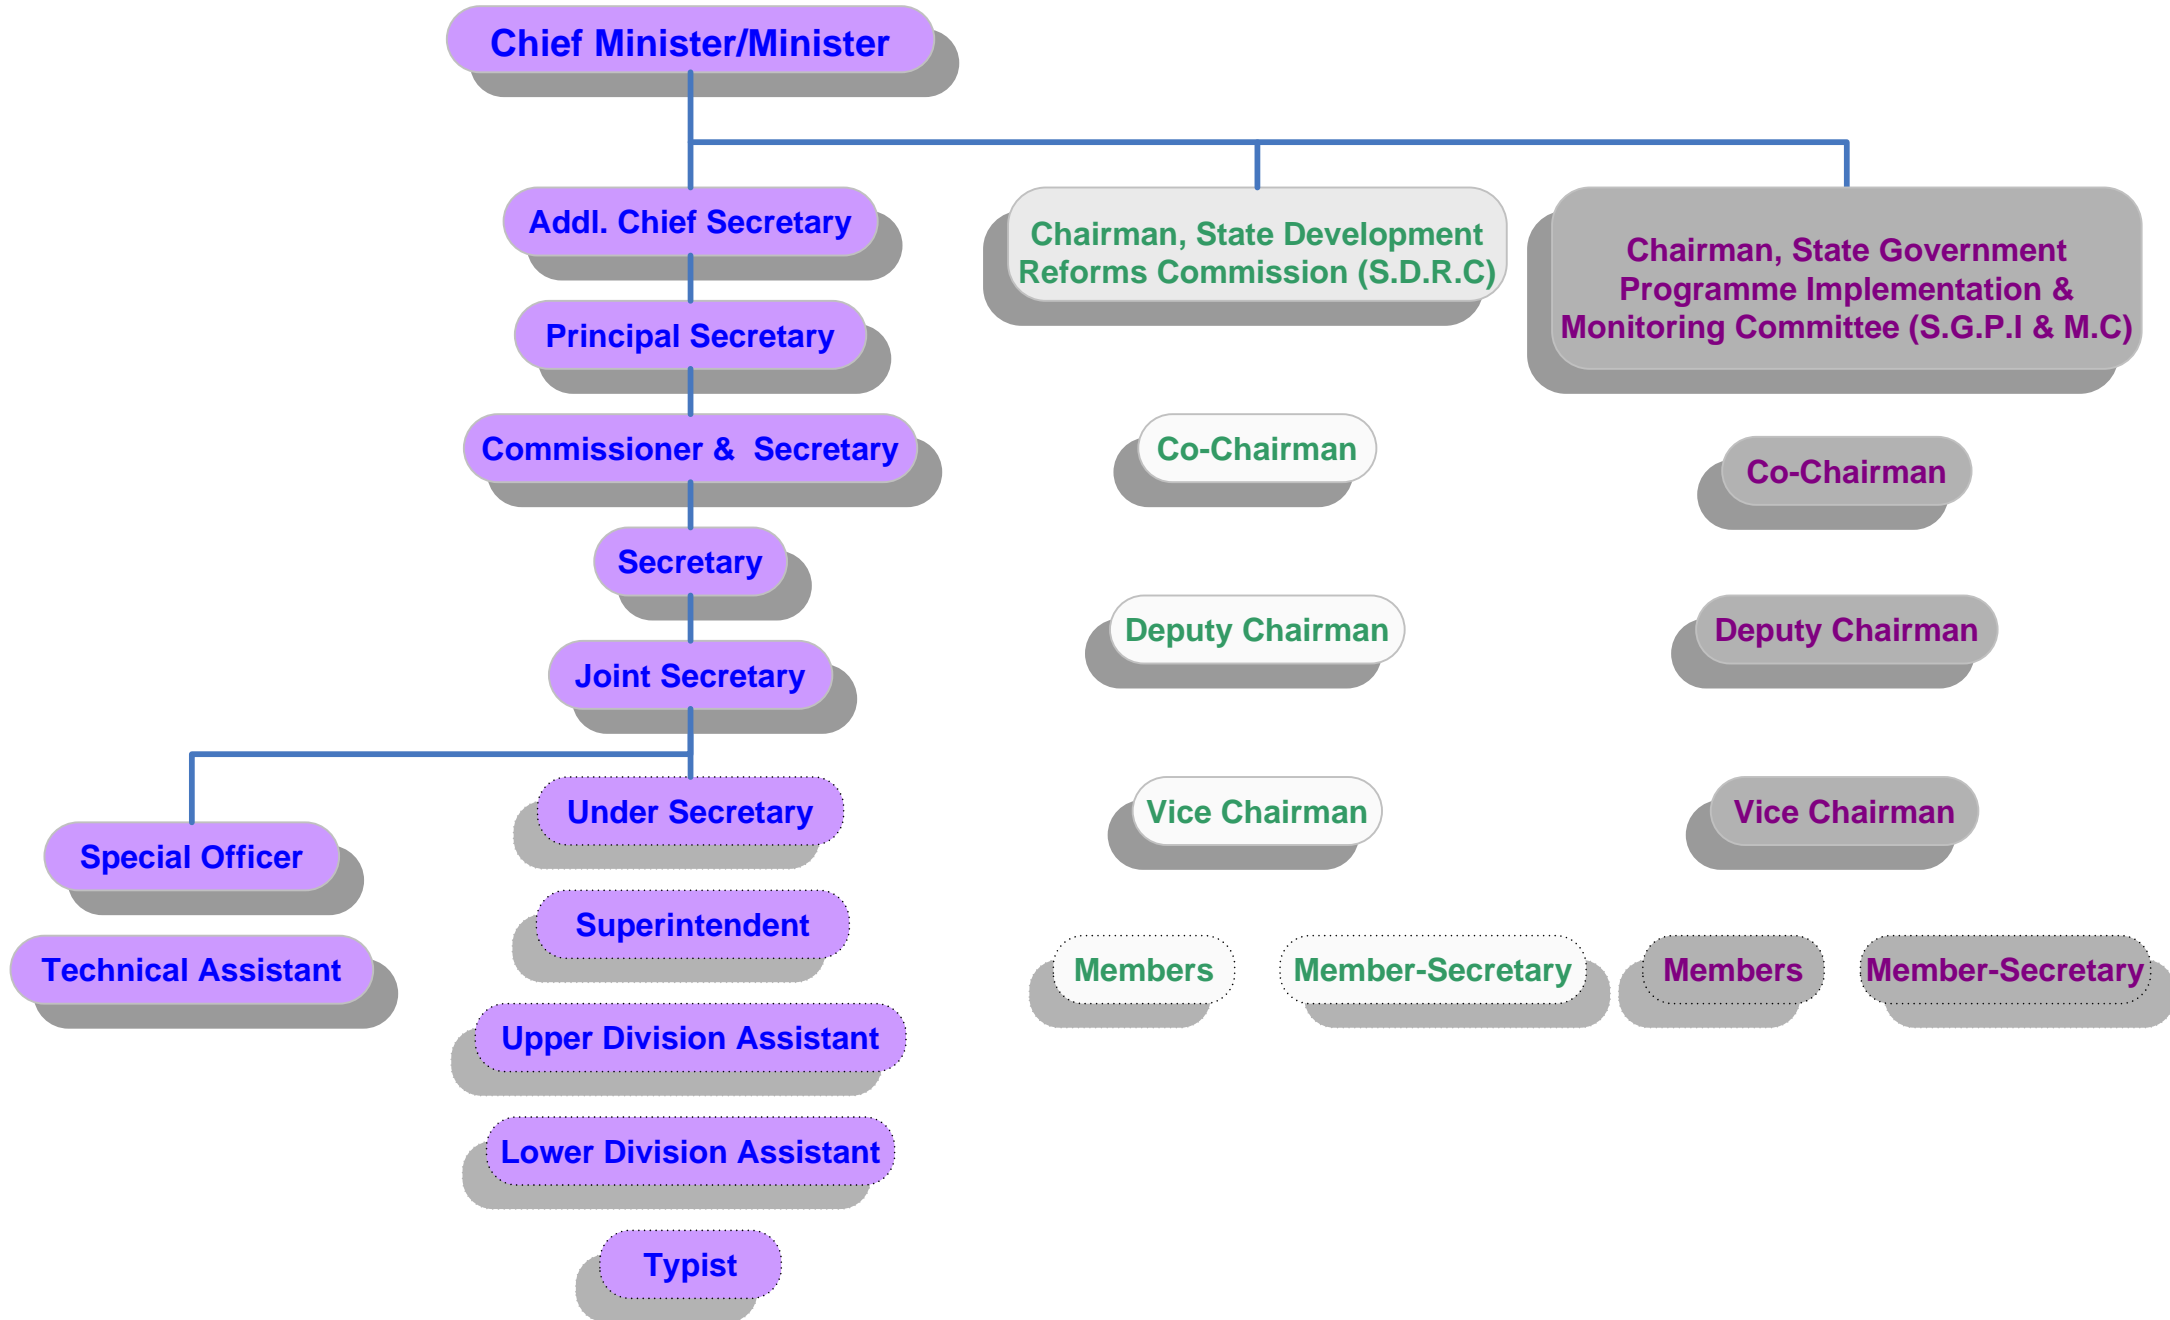 Chief Minister/Minister
Addl. Chief Secretary
Principal Secretary
Commissioner &  Secretary
Secretary
Joint Secretary
Special Officer
Technical Assistant
Under Secretary
Superintendent
Upper Division Assistant
Lower Division Assistant
Typist
Chairman, State Development
Reforms Commission (S.D.R.C)
Co-Chairman
Deputy Chairman
Vice Chairman
Members
Member-Secretary
Chairman, State Government
Programme Implementation &
Monitoring Committee (S.G.P.I & M.C)
Co-Chairman
Deputy Chairman
Vice Chairman
Members
Member-Secretary